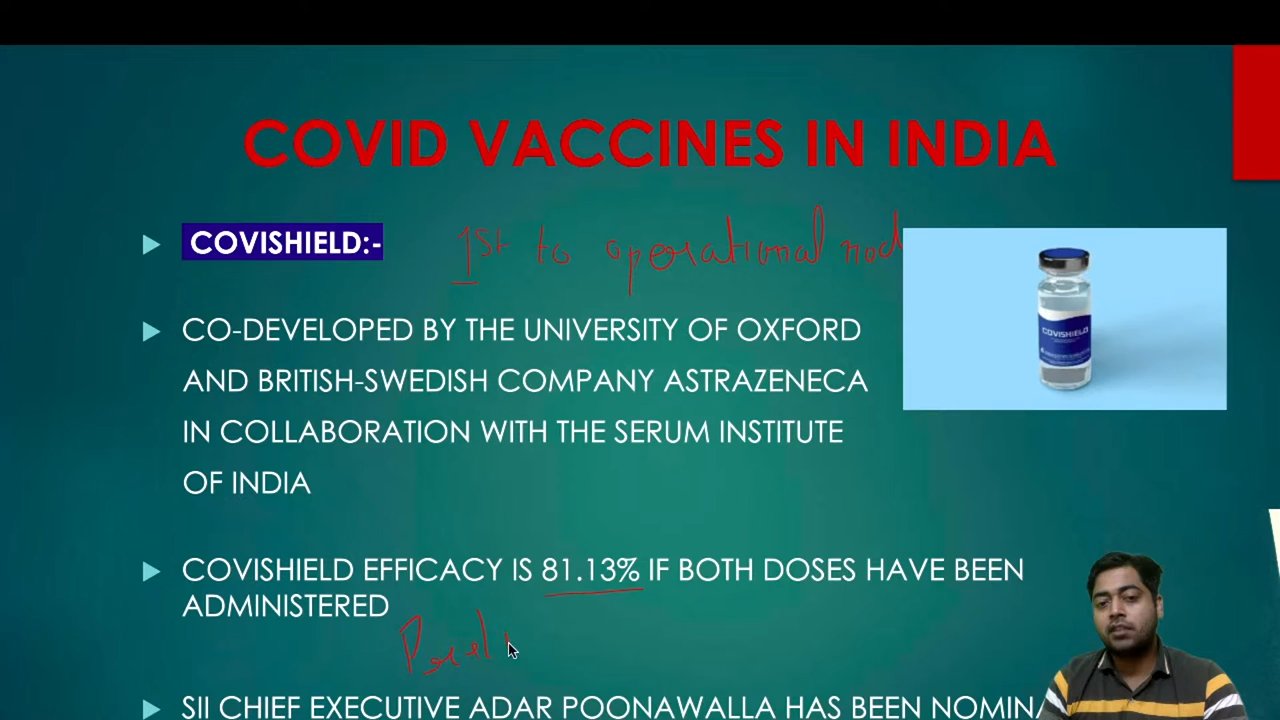 COVID VACCINES IN INDIA
COVISHIELD:-
1st to operational
COVISHIELD
CO-DEVELOPED BY THE UNIVERSITY OF OXFORD
AND BRITISH-SWEDISH COMPANY ASTRAZENECA
IN COLLABORATION WITH THE SERUM INSTITUTE
OF INDIA
COVISHIELD EFFICACY IS 81.13% IF BOTH DOSES HAVE BEEN
ADMINISTERED
SII CHIEF EXECUTIVE ADAR POONAWALLA HAS BEEN